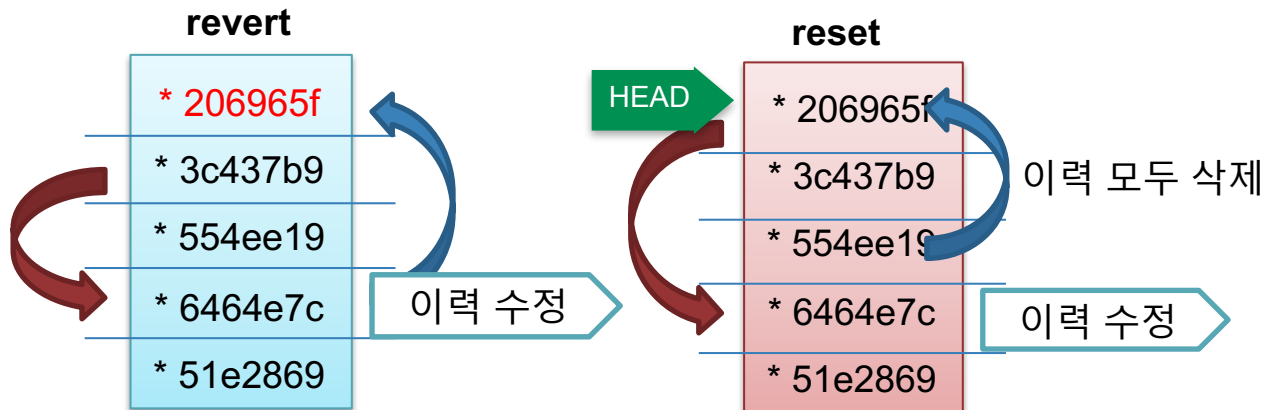 revert
* 206965f
* 3c437b9
* 554ee19
* 6464e7c
* 51e2869
이력 수정
reset
HEAD
* 206965f
* 3c437b9
* 554ee19
* 6464e7c
* 51e2869
이력 모두 삭제
이력 수정